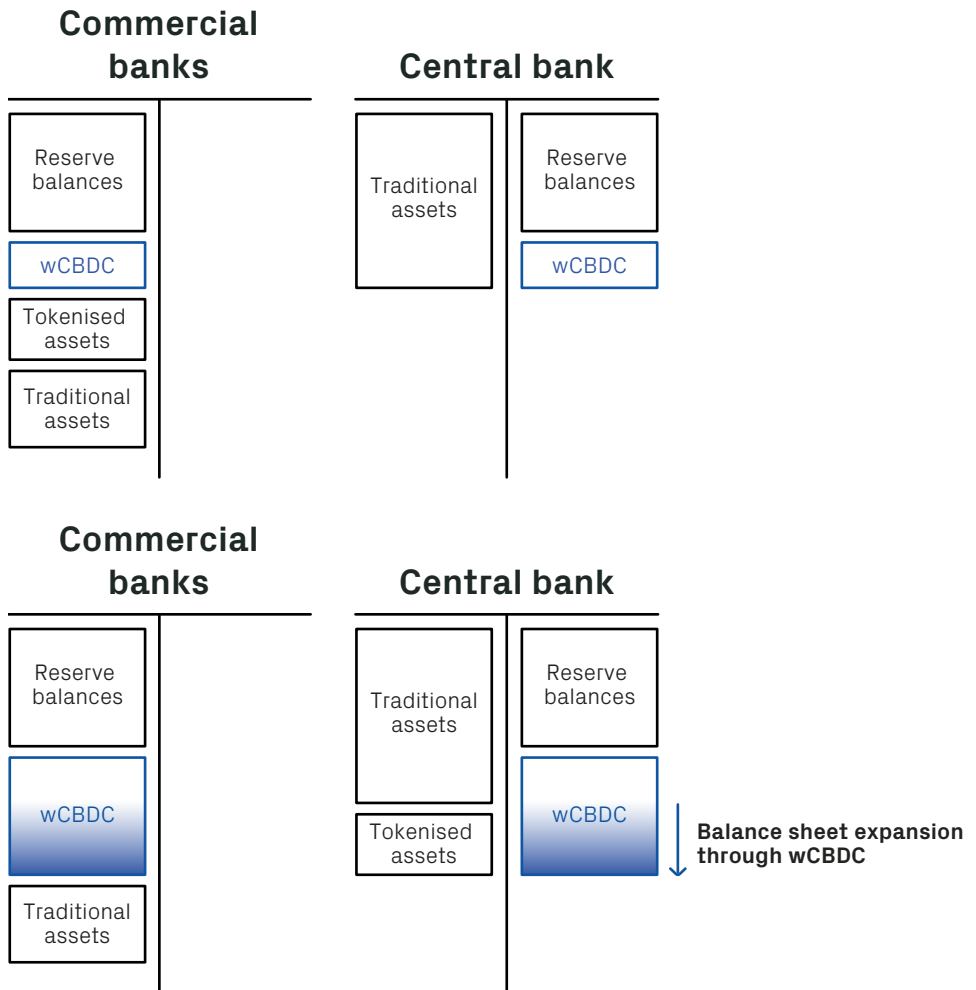 Commercial
banks
Central bank
Reserve
balances
wCBDC
Tokenised
assets
Traditional
assets
Traditional
assets
Reserve
balances
wCBDC
Commercial
banks
Central bank
Reserve
balances
wCBDC
Traditional
assets
Traditional
assets
Tokenised
assets
Reserve
balances
wCBDC
Balance sheet expansion
through wCBDC